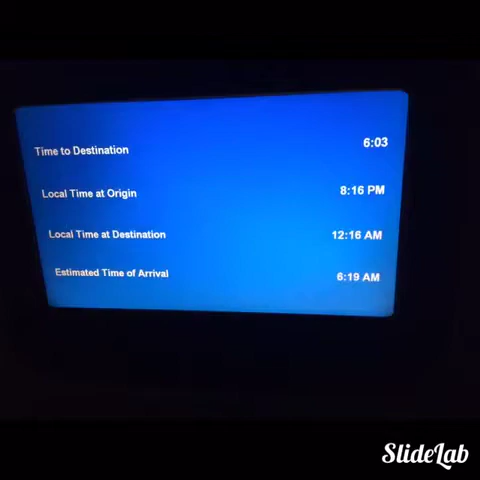 Time to Destination 6:03
Local Time at Origin 8:16 PM
Local Time at Destination 12:16 AM
Estimated Time of Arrival 6:19 AM
SlideLab